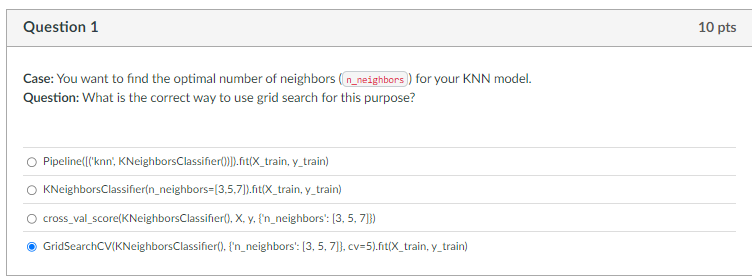 Question 1
10 pts
Case: You want to find the optimal number of neighbors (n_neighbors) for your KNN model.
Question: What is the correct way to use grid search for this purpose?
Pipeline([('knn', KNeighborsClassifier())]).fit(X_train, y_train)
KNeighborsClassifier(n_neighbors=[3,5,7]).fit(X_train, y_train)
cross_val_score(KNeighborsClassifier(), X, y, {'n_neighbors': [3, 5, 7]})
GridSearchCV(KNeighborsClassifier(), {'n_neighbors': [3, 5, 7]}, cv=5).fit(X_train, y_train)